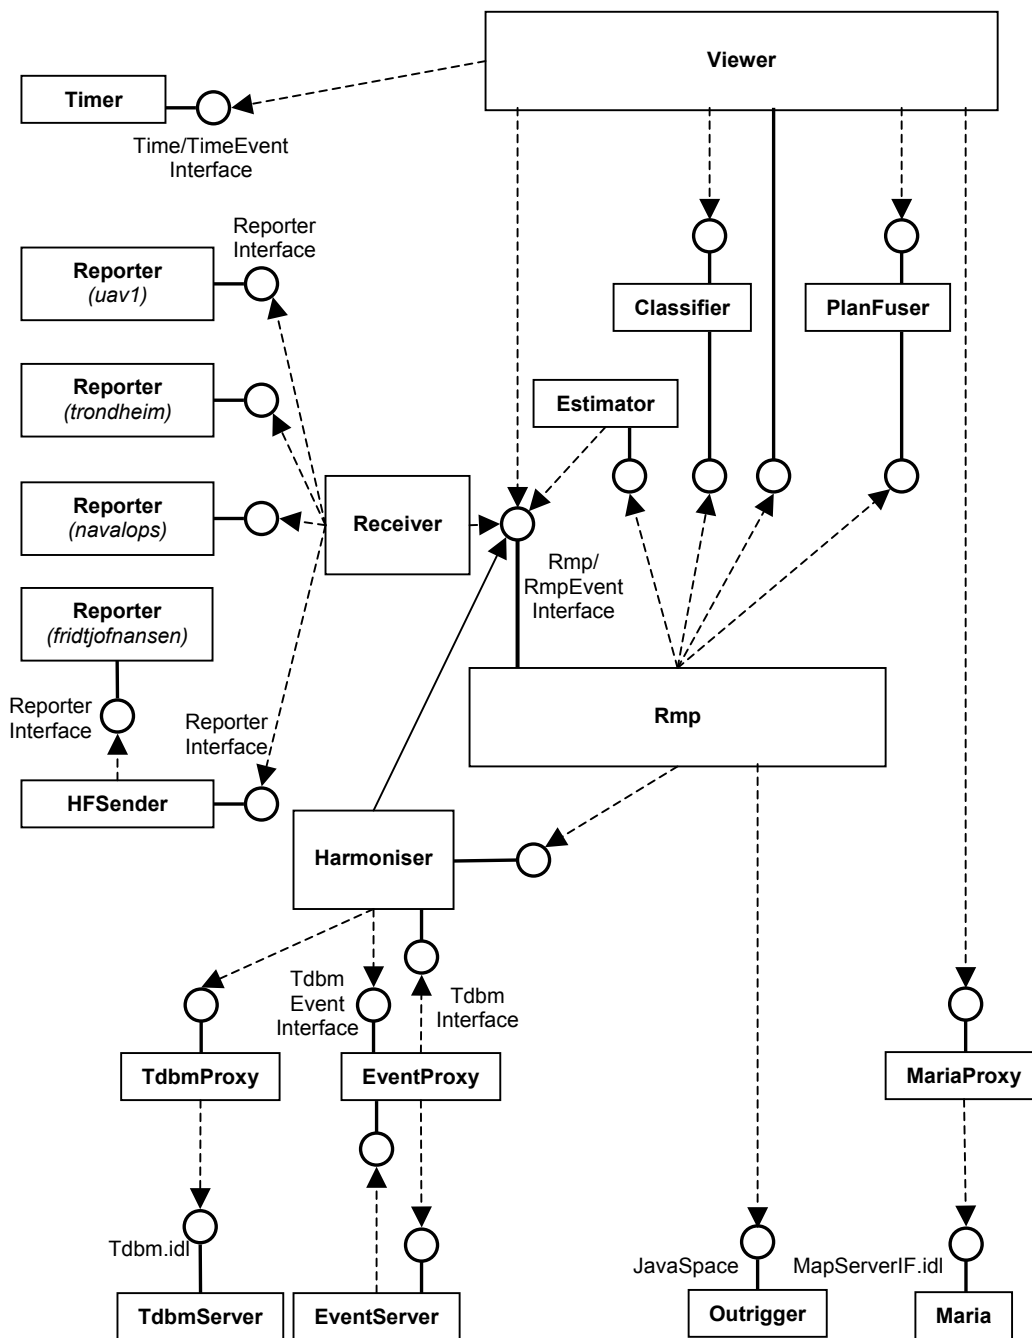 Viewer
Timer
Time/TimeEvent
Interface
Reporter
Interface
Reporter
(uav1)
Classifier
PlanFuser
Reporter
(trondheim)
Estimator
Reporter
(navalops)
Receiver
Rmp/
RmpEvent
Interface
Reporter
(fridtjofnansen)
Reporter
Interface
Reporter
Interface
Rmp
HFSender
Harmoniser
Tdbm
Event
Interface
Tdbm
Interface
TdbmProxy
EventProxy
MariaProxy
Tdbm.idl
JavaSpace
MapServerIF.idl
TdbmServer
EventServer
Outrigger
Maria